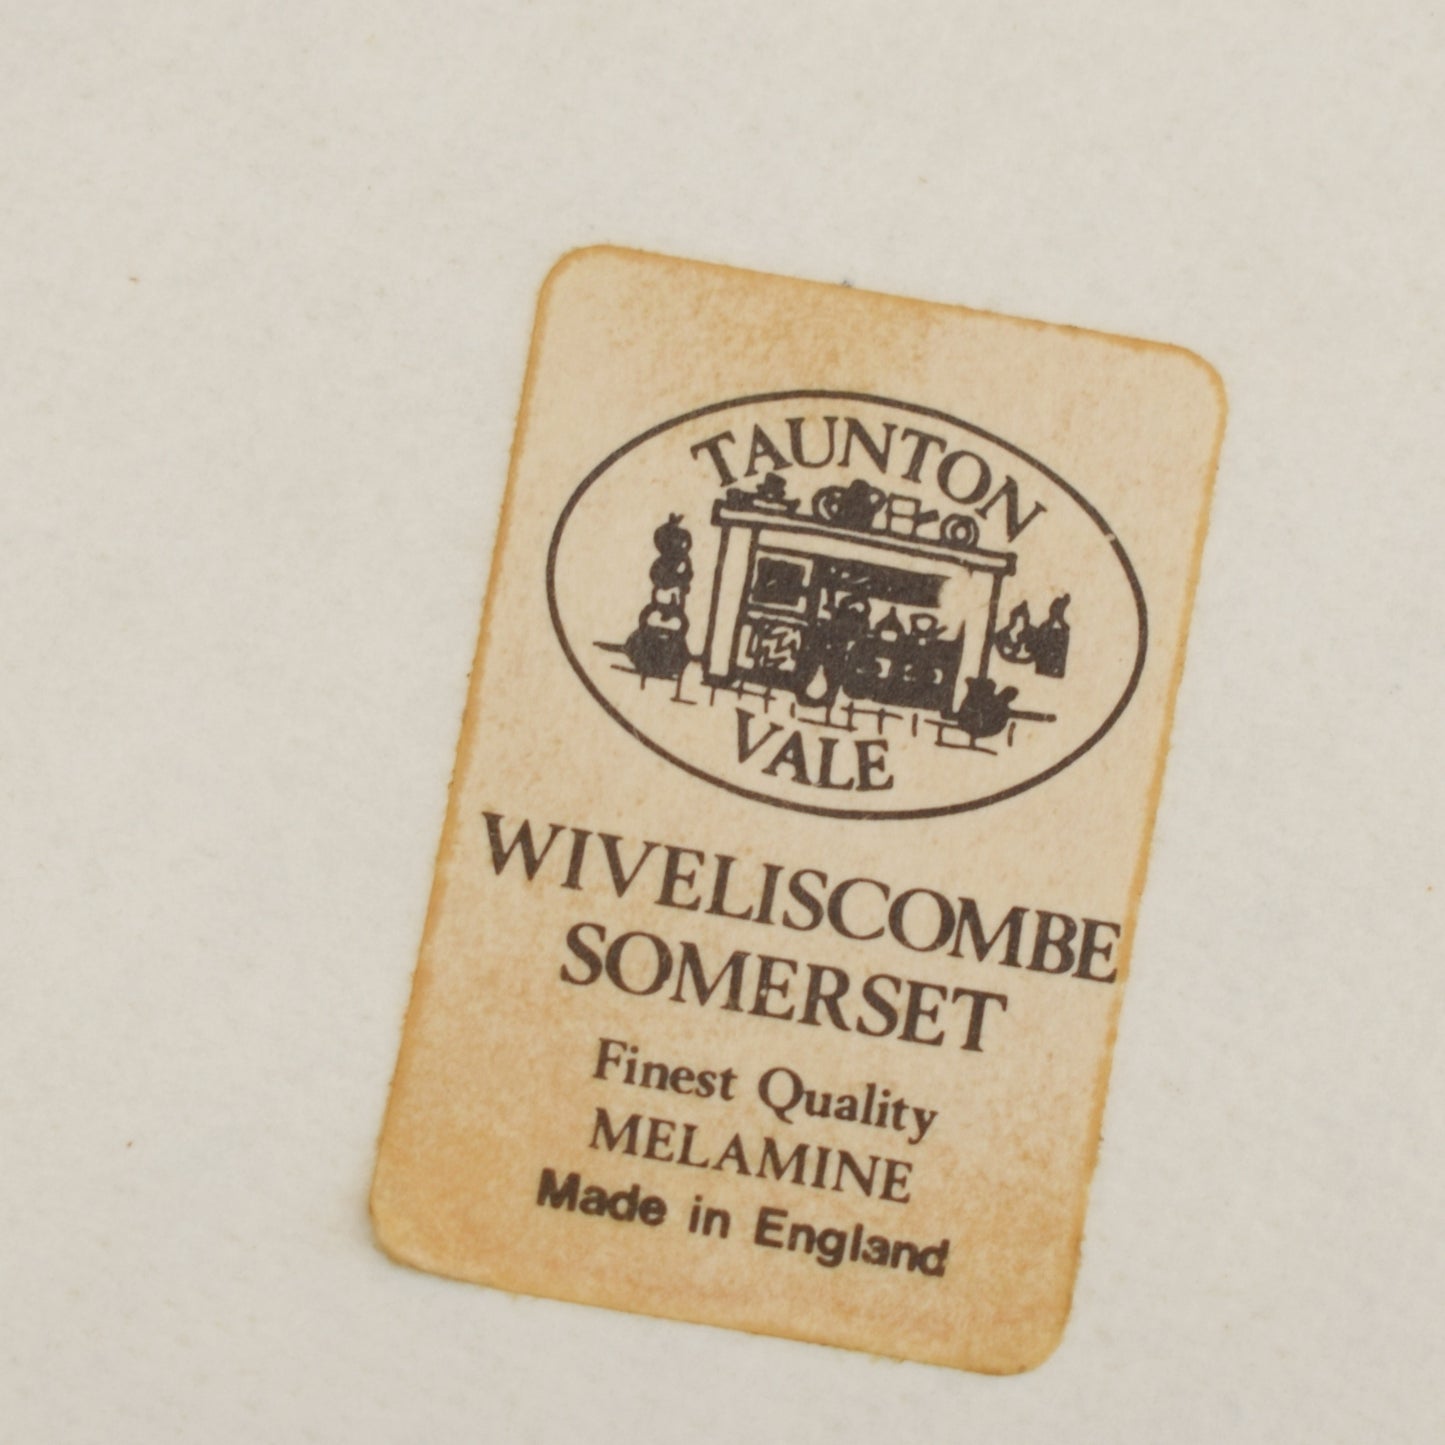 TAUNTON
VALE
WIVELISCOMBE
SOMERSET
Finest Quality
MELAMINE
Made in England